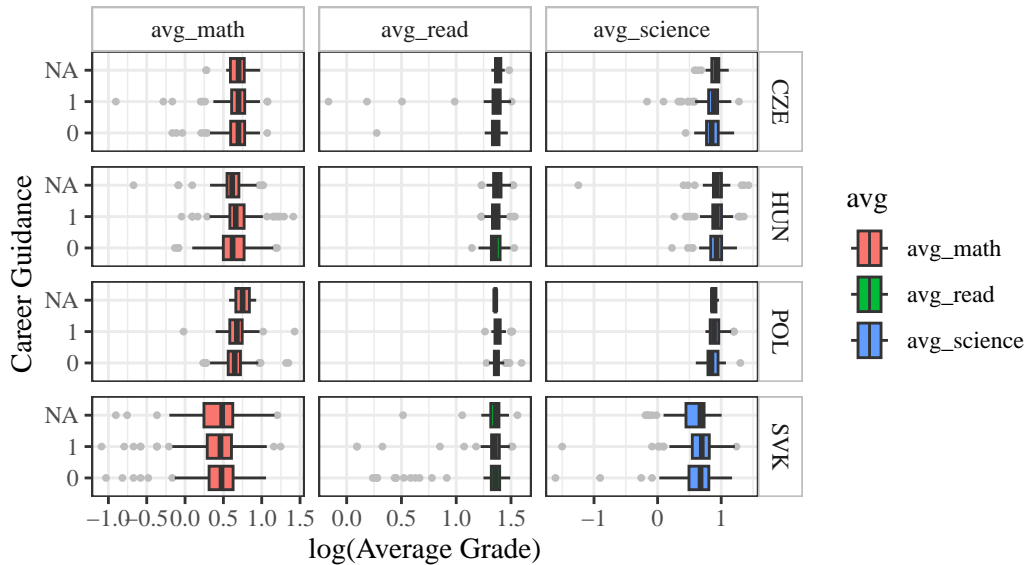 avg_math avg_read avg_science
NA
1
0
CZE
NA
1
0
HUN
NA
1
0
POL
NA
1
0
SVK
Career Guidance
−1.0 −0.5 0.0 0.5 1.0 1.5 0.0 0.5 1.0 1.5 −1 0 1
log(Average Grade)
avg
avg_math
avg_read
avg_science